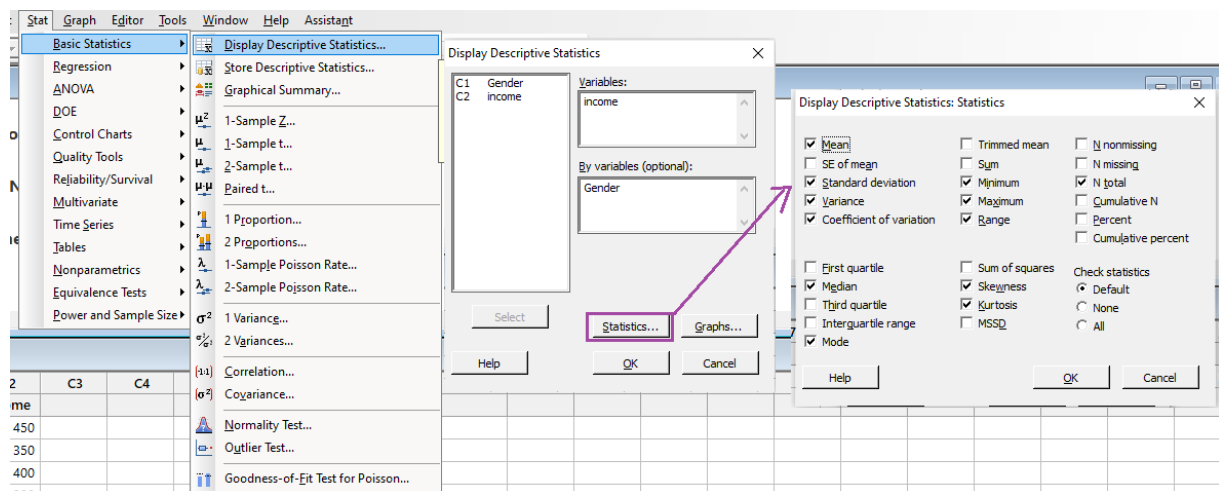 Stat Graph Editor Tools Window Help Assistant
Basic Statistics
Regression
ANOVA
DOE
Control Charts
Quality Tools
Reliability/Survival
Multivariate
Time Series
Tables
Nonparametrics
Equivalence Tests
Power and Sample Size
Display Descriptive Statistics...
Store Descriptive Statistics...
Graphical Summary...
µ² 1-Sample Z...
µ 1-Sample t...
µ 2-Sample t...
µ-µ Paired t...
P 1 Proportion...
2 Proportions...
λ 1-Sample Poisson Rate...
λ 2-Sample Poisson Rate...
σ² 1 Variance...
2 Variances...
Correlation...
(σ²) Covariance...
Normality Test...
Outlier Test...
Goodness-of-Fit Test for Poisson...
Display Descriptive Statistics
C1 Gender
C2 income
Variables:
income
By variables (optional):
Gender
Select
Statistics...
Graphs...
Help
OK
Cancel
Display Descriptive Statistics: Statistics
Mean
SE of mean
Standard deviation
Variance
Coefficient of variation
Trimmed mean
Sum
Minimum
Maximum
Range
N nonmissing
N missing
N total
Cumulative N
Percent
Cumulative percent
First quartile
Median
Third quartile
Interquartile range
Mode
Sum of squares
Skewness
Kurtosis
MSSD
Check statistics
Default
None
All
Help
OK
Cancel
C3 C4
me
450
350
400